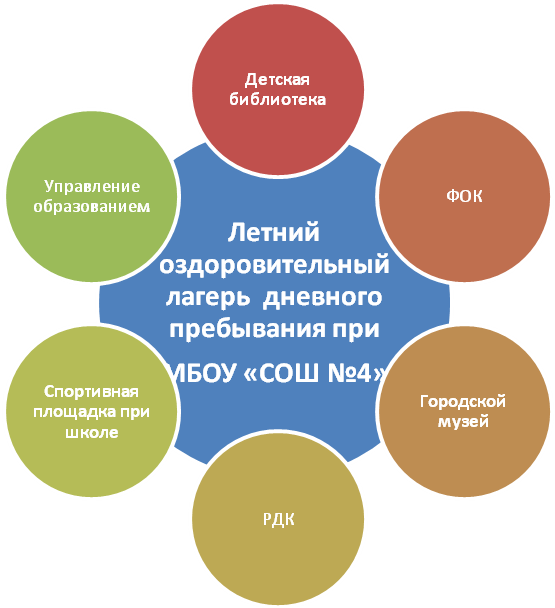 Детская
библиотека
ФОК
Городской
музей
РДК
Спортивная
площадка при
школе
Управление
образованием
Летний
оздоровительный
лагерь дневного
пребывания при
МБОУ «СОШ №4»